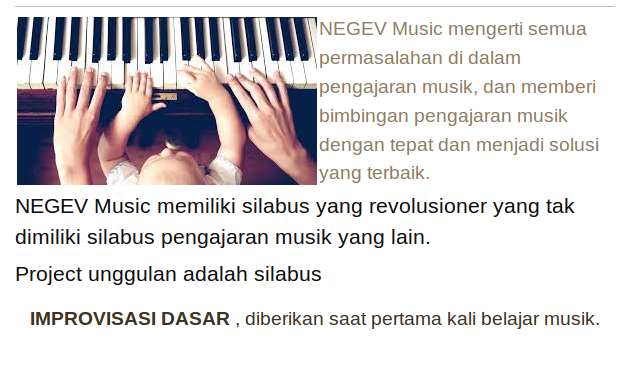 NEGEV Music mengerti semua
permasalahan di dalam
pengajaran musik, dan memberi
bimbingan pengajaran musik
dengan tepat dan menjadi solusi
yang terbaik.
NEGEV Music memiliki silabus yang revolusioner yang tak
dimiliki silabus pengajaran musik yang lain.
Project unggulan adalah silabus
IMPROVISASI DASAR , diberikan saat pertama kali belajar musik.